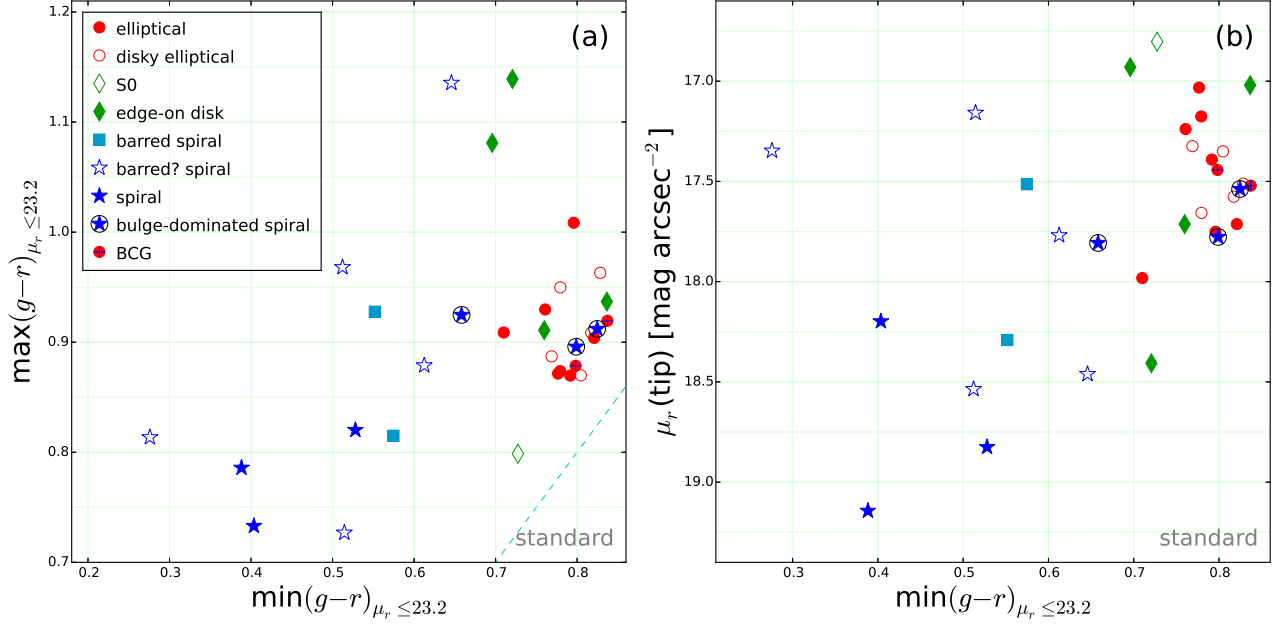 (a)
elliptical
disky elliptical
S0
edge-on disk
barred spiral
barred? spiral
spiral
bulge-dominated spiral
BCG
1.2
1.1
1.0
0.9
0.8
0.7
max(g−r)μr ≤23.2
standard
0.2 0.3 0.4 0.5 0.6 0.7 0.8
min(g−r)μr ≤23.2
(b)
17.0
17.5
18.0
18.5
19.0
μr(tip) [mag arcsec−2]
standard
0.3 0.4 0.5 0.6 0.7 0.8
min(g−r)μr ≤23.2